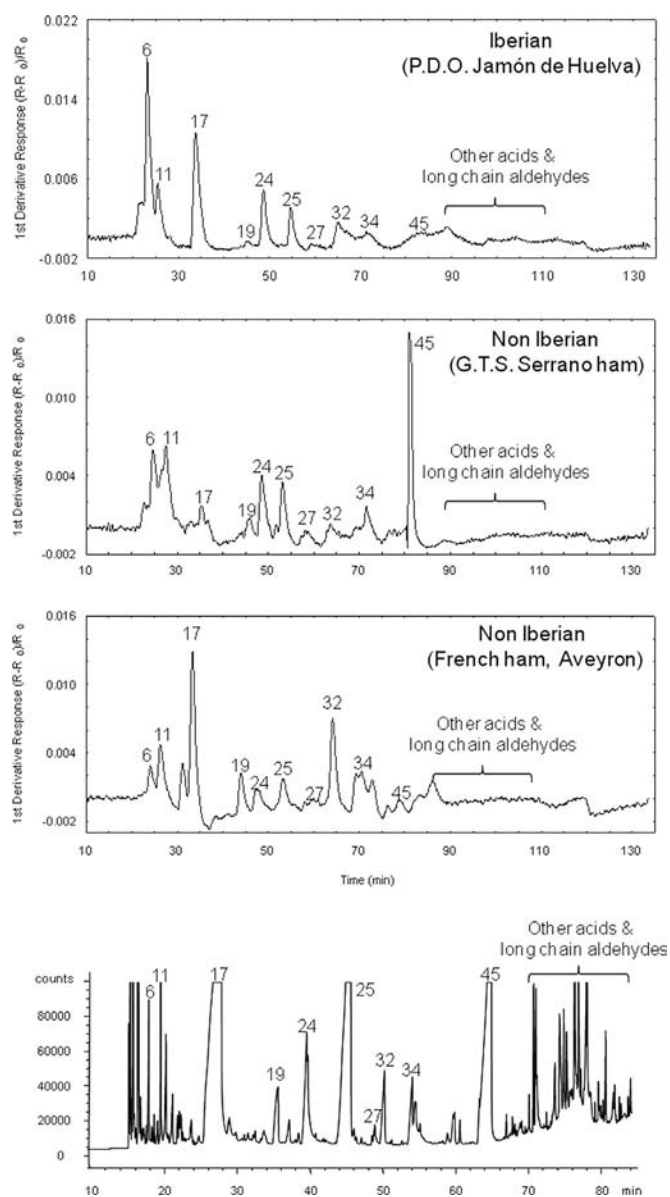 0.022
0.014
0.006
-0.002
1st Derivative Response (R-R 0)/R 0
Iberian
(P.D.O. Jamón de Huelva)
6
11
17
19
24
25
27
32
34
45
Other acids &
long chain aldehydes
10 30 50 70 90 110 130
0.016
0.010
0.004
-0.002
1st Derivative Response (R-R 0)/R 0
Non Iberian
(G.T.S. Serrano ham)
6
11
17
19
24
25
27
32
34
45
Other acids &
long chain aldehydes
10 30 50 70 90 110 130
0.016
0.010
0.004
-0.002
1st Derivative Response (R-R 0)/R 0
Non Iberian
(French ham, Aveyron)
6
11
17
19
24
25
27
32
34
45
Other acids &
long chain aldehydes
10 30 50 70 90 110 130
Time (min)
counts
80000
60000
40000
20000
0
6
11
17
19
24
25
27
32
34
45
Other acids &
long chain aldehydes
10 20 30 40 50 60 70 80 min